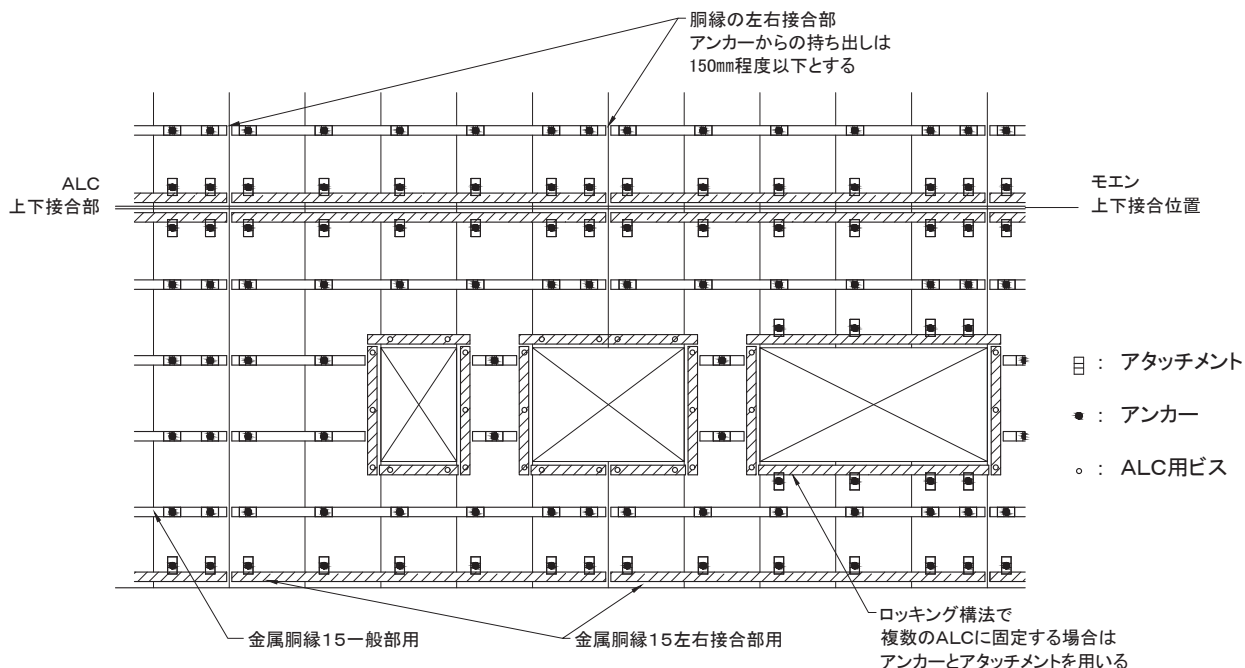 胴縁の左右接合部
アンカーからの持ち出しは
150mm程度以下とする
ALC
上下接合部
モエン
上下接合位置
： アタッチメント
： アンカー
： ALC用ビス
金属胴縁１５一般部用
金属胴縁１５左右接合部用
ロッキング構法で
複数のALCに固定する場合は
アンカーとアタッチメントを用いる